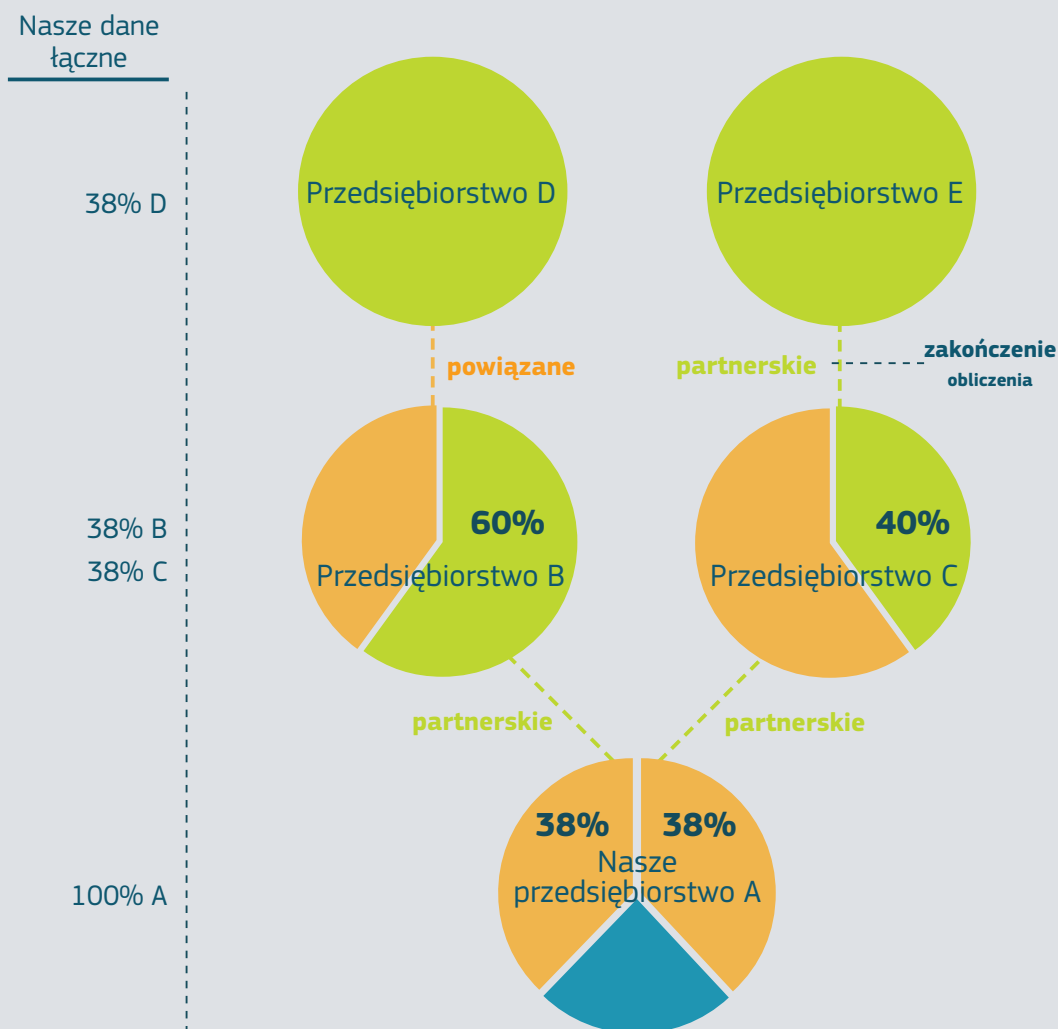 Nasze dane
łączne
38% D
Przedsiębiorstwo D
Przedsiębiorstwo E
powiązane
partnerskie
zakończenie
obliczenia
38% B
38% C
60%
Przedsiębiorstwo B
40%
Przedsiębiorstwo C
partnerskie
partnerskie
100% A
38%
38%
Nasze
przedsiębiorstwo A